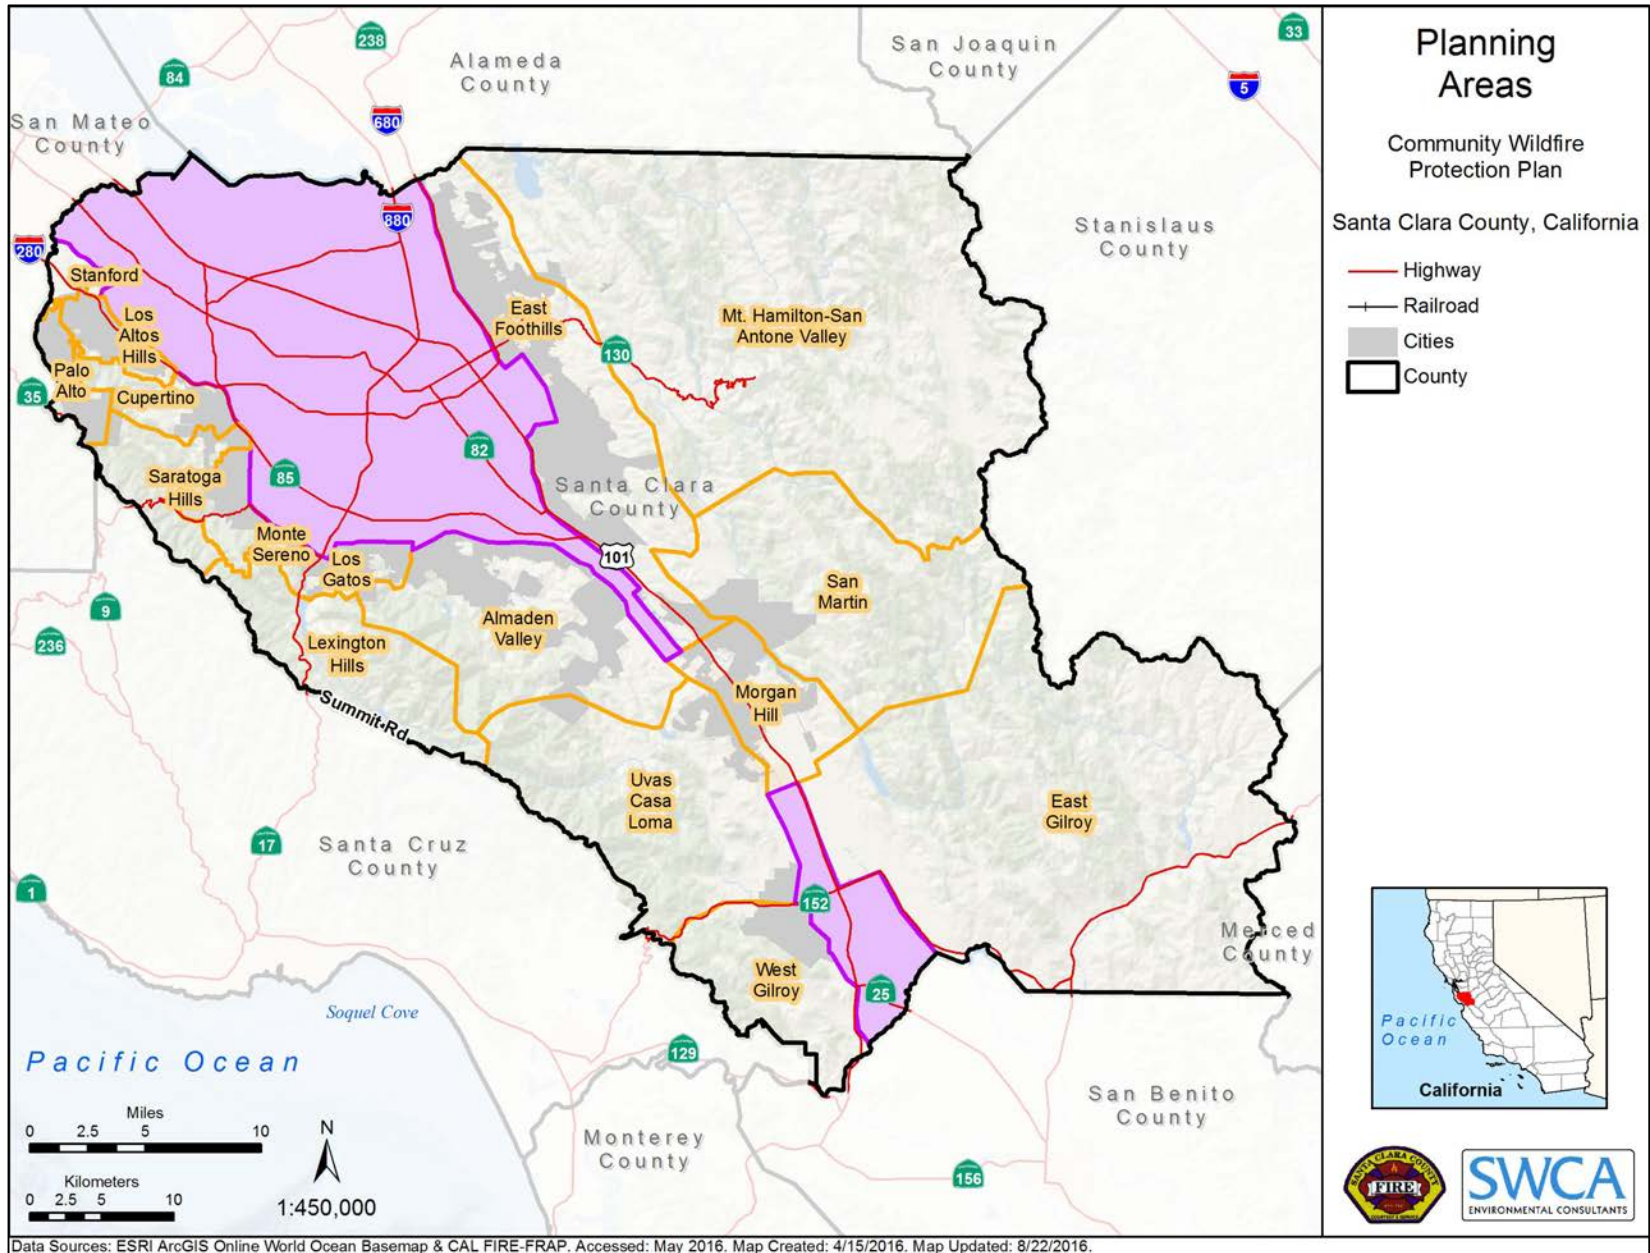 Planning
Areas
Community Wildfire
Protection Plan
Santa Clara County, California
Highway
Railroad
Cities
County
238
84
680
880
280
33
5
130
35
82
85
101
9
236
17
1
152
25
129
156
San Mateo
County
Alameda
County
San Joaquin
County
Stanislaus
County
Santa Clara
County
Santa Cruz
County
Merced
County
San Benito
County
Monterey
County
Stanford
Los
Altos
Hills
Palo
Alto
Cupertino
Saratoga
Hills
Monte
Sereno
Los
Gatos
Lexington
Hills
Almaden
Valley
East
Foothills
Mt. Hamilton-San
Antone Valley
San
Martin
Morgan
Hill
Uvas
Casa
Loma
East
Gilroy
West
Gilroy
Summit Rd
Soquel Cove
Pacific Ocean
Miles
0 2.5 5 10
Kilometers
0 2.5 5 10
N
1:450,000
Pacific
Ocean
California
SANTA CLARA COUNTY
FIRE
SWCA
ENVIRONMENTAL CONSULTANTS
Data Sources: ESRI ArcGIS Online World Ocean Basemap & CAL FIRE-FRAP. Accessed: May 2016. Map Created: 4/15/2016. Map Updated: 8/22/2016.